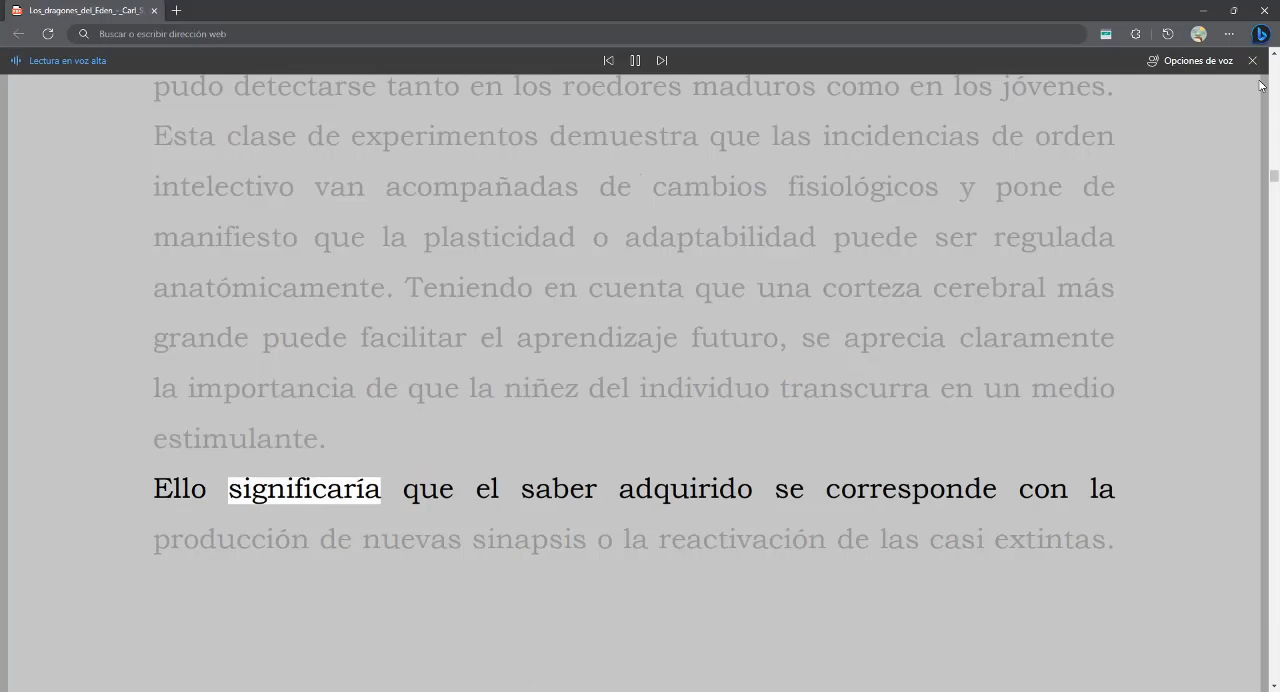 Los_dragones_del_Eden_-_Carl_S
Buscar o escribir dirección web
Lectura en voz alta
Opciones de voz
pudo detectarse tanto en los roedores maduros como en los jóvenes.
Esta clase de experimentos demuestra que las incidencias de orden
intelectivo van acompañadas de cambios fisiológicos y pone de
manifiesto que la plasticidad o adaptabilidad puede ser regulada
anatómicamente. Teniendo en cuenta que una corteza cerebral más
grande puede facilitar el aprendizaje futuro, se aprecia claramente
la importancia de que la niñez del individuo transcurra en un medio
estimulante.
Ello significaría que el saber adquirido se corresponde con la
producción de nuevas sinapsis o la reactivación de las casi extintas.